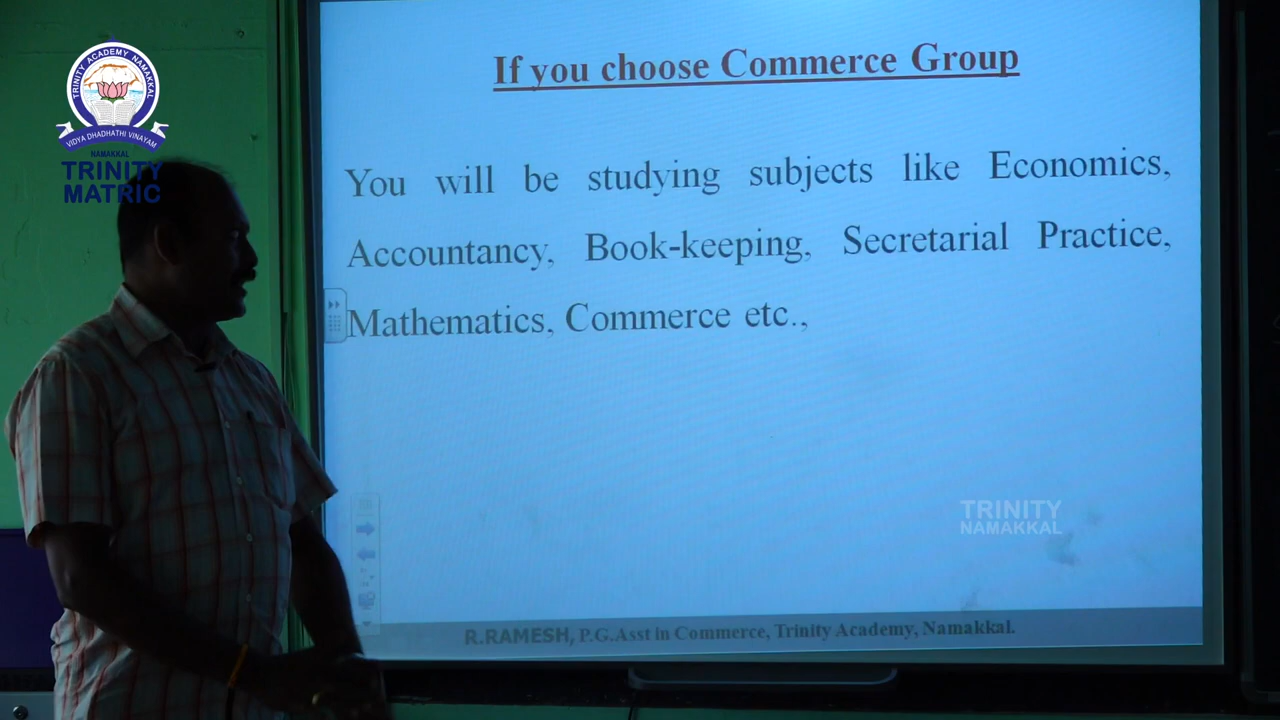 TRINITY ACADEMY NAMAKKAL
VIDYA DHADHATHI VINAYAM
NAMAKKAL
TRINITY
MATRIC
If you choose Commerce Group
You will be studying subjects like Economics,
Accountancy, Book-keeping, Secretarial Practice,
Mathematics, Commerce etc.,
TRINITY
NAMAKKAL
R.RAMESH, P.G.Asst in Commerce, Trinity Academy, Namakkal.